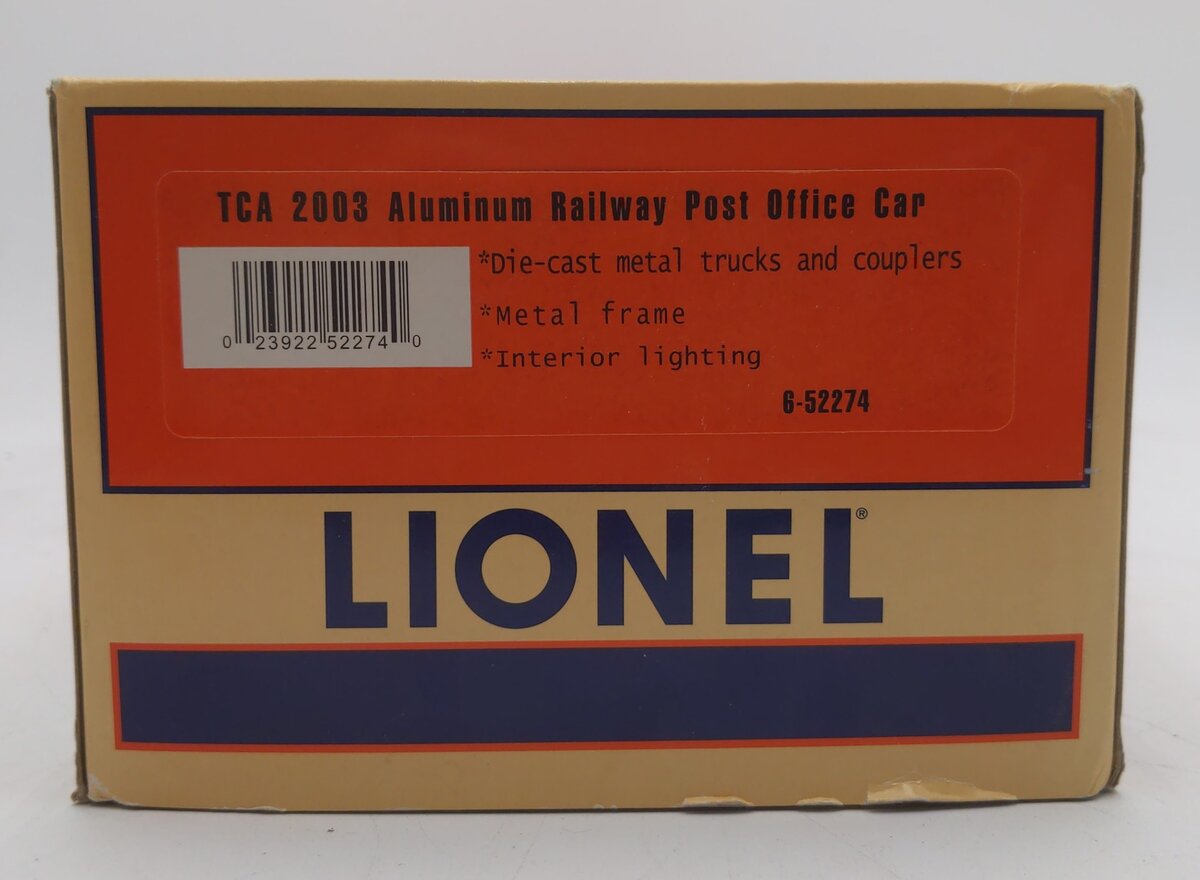 TCA 2003 Aluminum Railway Post Office Car
*Die-cast metal trucks and couplers
*Metal frame
*Interior lighting
0 23922 52274 0
6-52274
LIONEL®